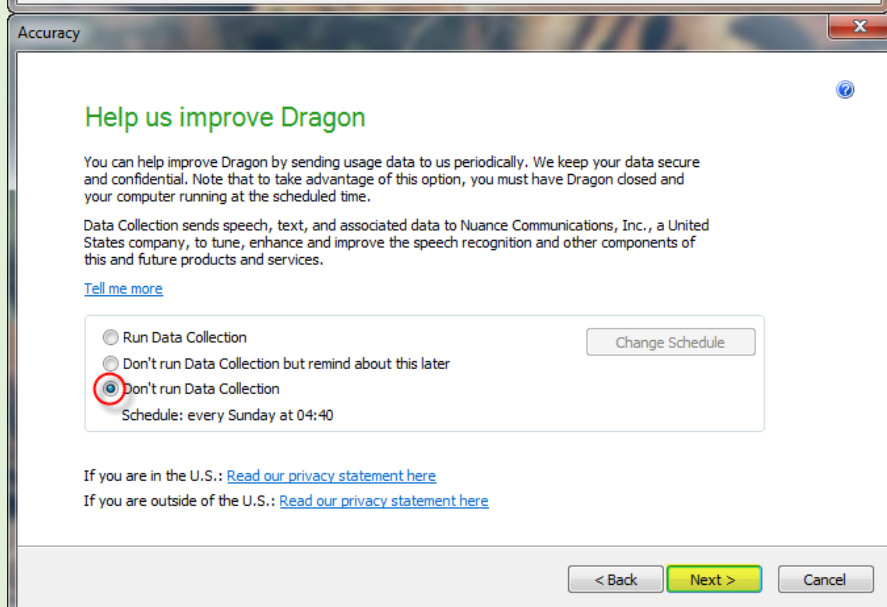 Accuracy
Help us improve Dragon
You can help improve Dragon by sending usage data to us periodically. We keep your data secure
and confidential. Note that to take advantage of this option, you must have Dragon closed and
your computer running at the scheduled time.
Data Collection sends speech, text, and associated data to Nuance Communications, Inc., a United
States company, to tune, enhance and improve the speech recognition and other components of
this and future products and services.
Tell me more
Run Data Collection
Change Schedule
Don't run Data Collection but remind about this later
Don't run Data Collection
Schedule: every Sunday at 04:40
If you are in the U.S.: Read our privacy statement here
If you are outside of the U.S.: Read our privacy statement here
< Back Next > Cancel